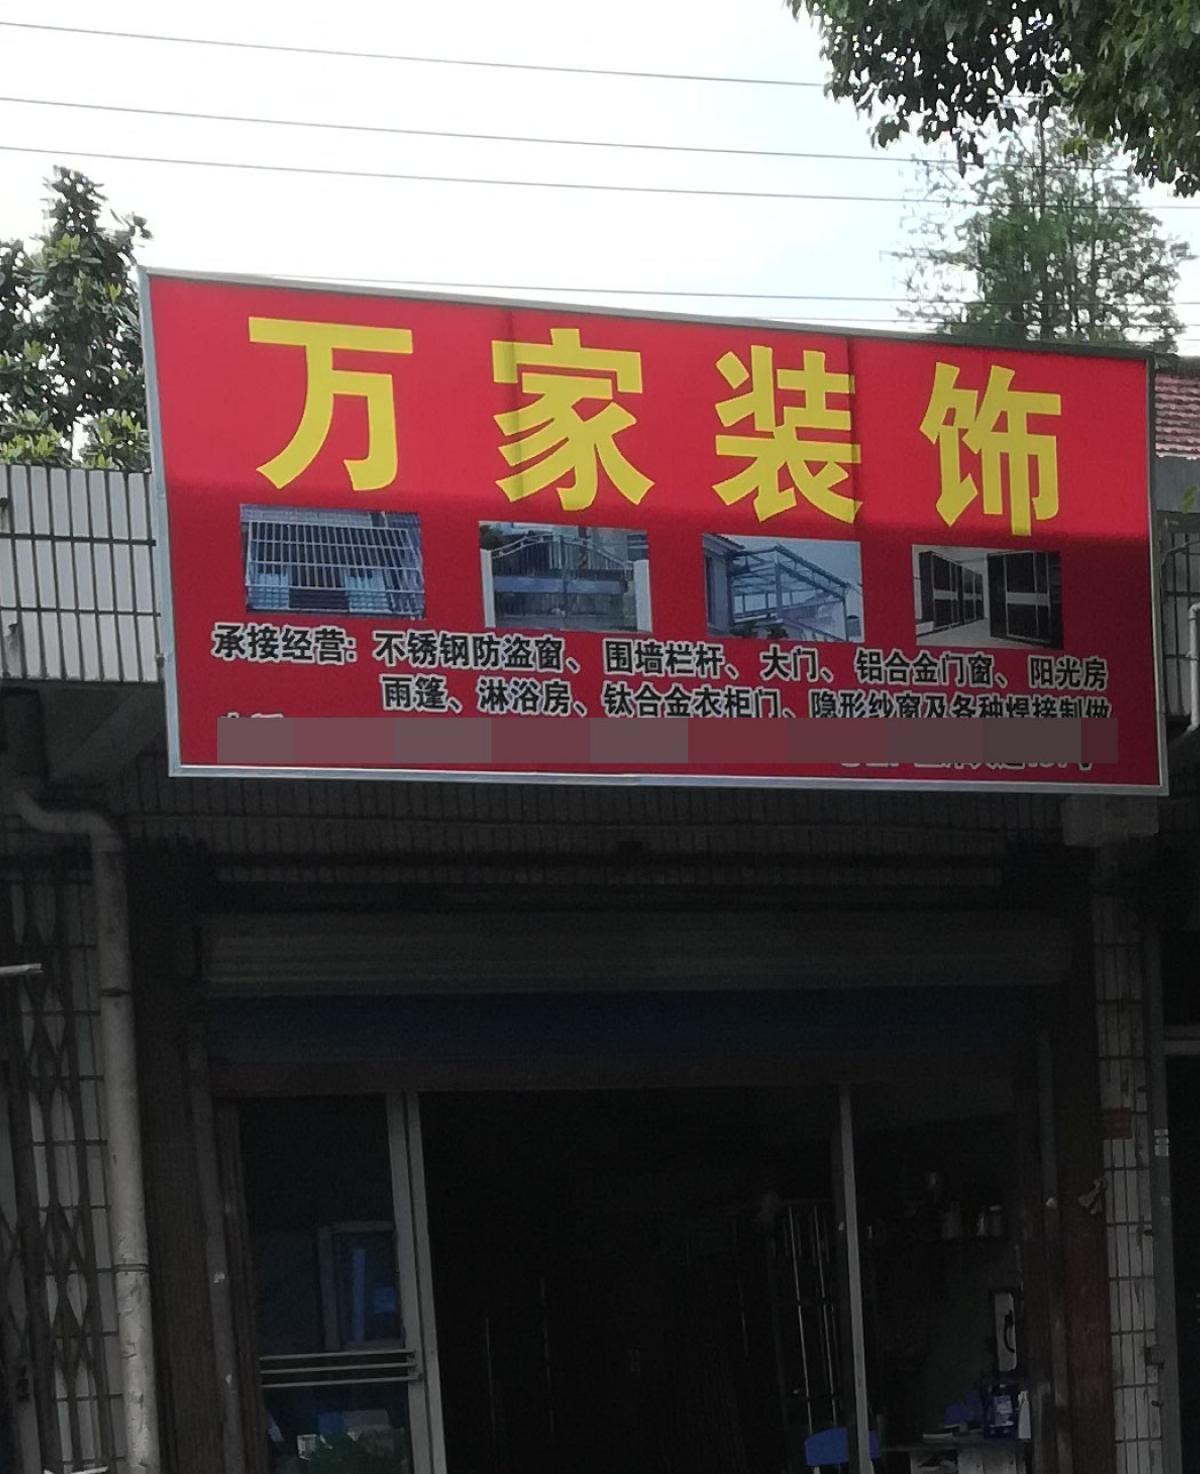 万家装饰
承接经营:不锈钢防盗窗、围墙栏杆、大门、铝合金门窗、阳光房
雨篷、淋浴房、钛合金衣柜门、隐形纱窗及各种焊接制做